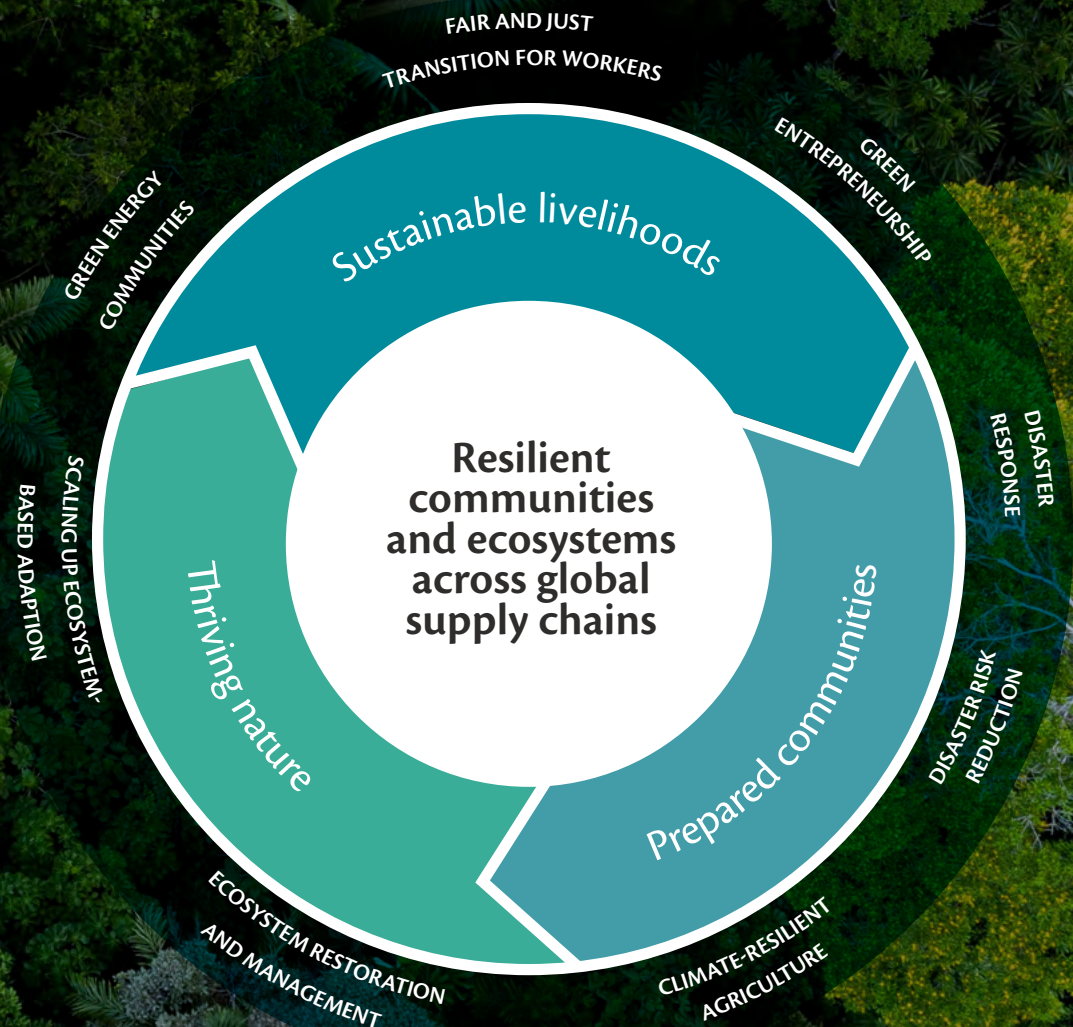 FAIR AND JUST
TRANSITION FOR WORKERS
GREEN
ENTREPRENEURSHIP
DISASTER
RESPONSE
DISASTER RISK
REDUCTION
CLIMATE-RESILIENT
AGRICULTURE
ECOSYSTEM RESTORATION
AND MANAGEMENT
SCALING UP ECOSYSTEM-
BASED ADAPTION
GREEN ENERGY
COMMUNITIES
Sustainable livelihoods
Prepared communities
Thriving nature
Resilient
communities
and ecosystems
across global
supply chains